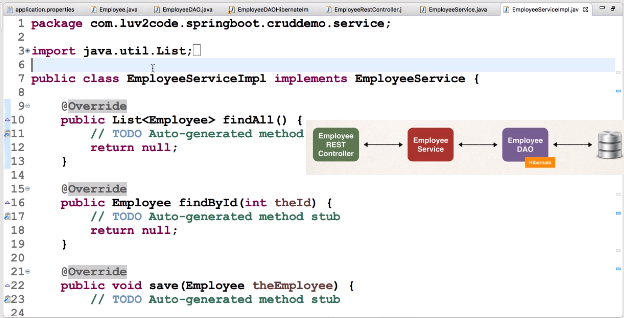 application.properties Employee.java EmployeeDAO.java EmployeeDAOHibernateIm EmployeeRestController.j EmployeeService.java EmployeeServiceImpl.jav
1 package com.luv2code.springboot.cruddemo.service;
2
3 import java.util.List;
6
7 public class EmployeeServiceImpl implements EmployeeService {
8
9 @Override
10 public List<Employee> findAll() {
11 // TODO Auto-generated method
12 return null;
13 }
14
15 @Override
16 public Employee findById(int theId) {
17 // TODO Auto-generated method stub
18 return null;
19 }
20
21 @Override
22 public void save(Employee theEmployee) {
23 // TODO Auto-generated method stub
24
Employee
REST
Controller
Employee
Service
Employee
DAO
Hibernate